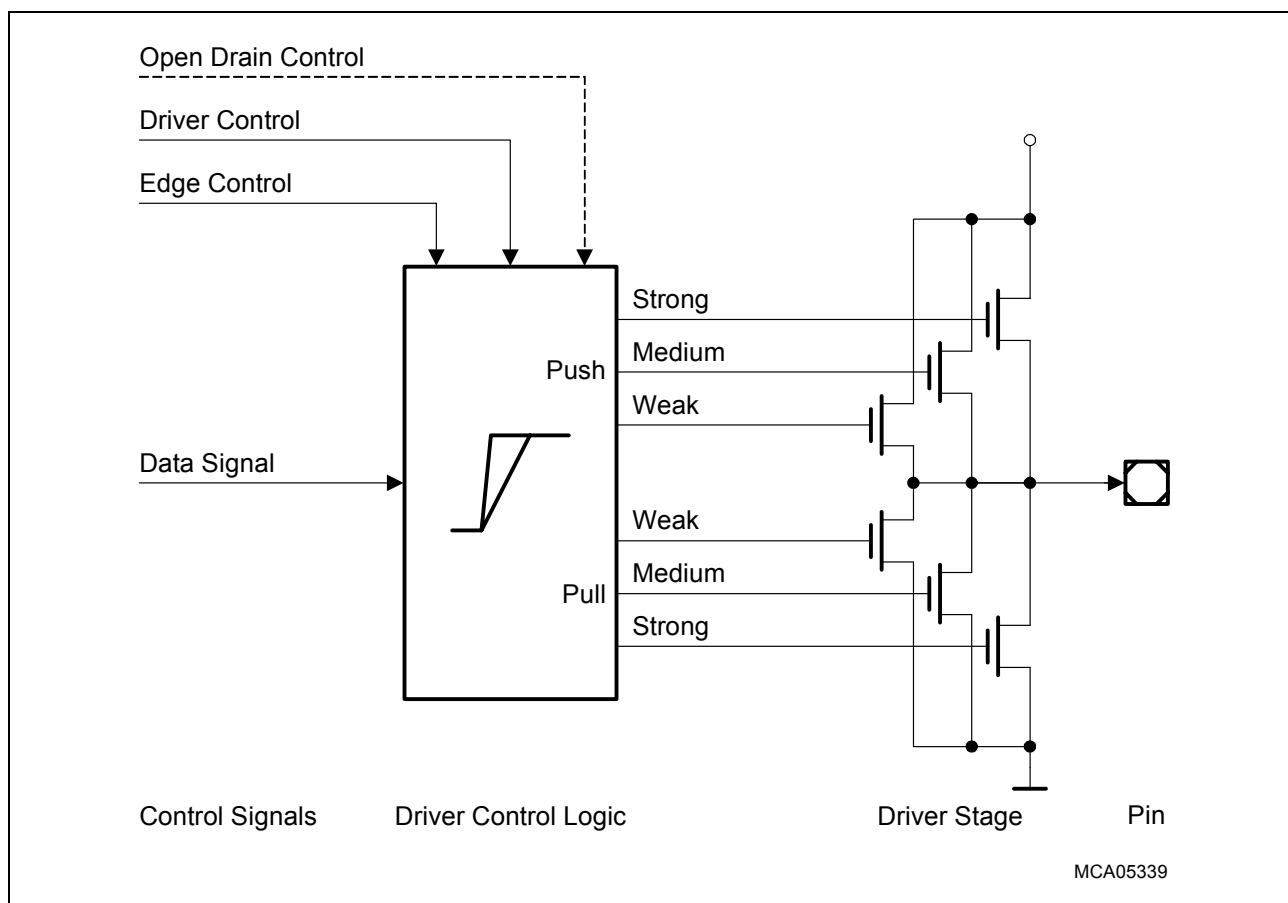 Open Drain Control
Driver Control
Edge Control
Strong
Medium
Push
Weak
Data Signal
Weak
Medium
Pull
Strong
Control Signals
Driver Control Logic
Driver Stage
Pin
MCA05339